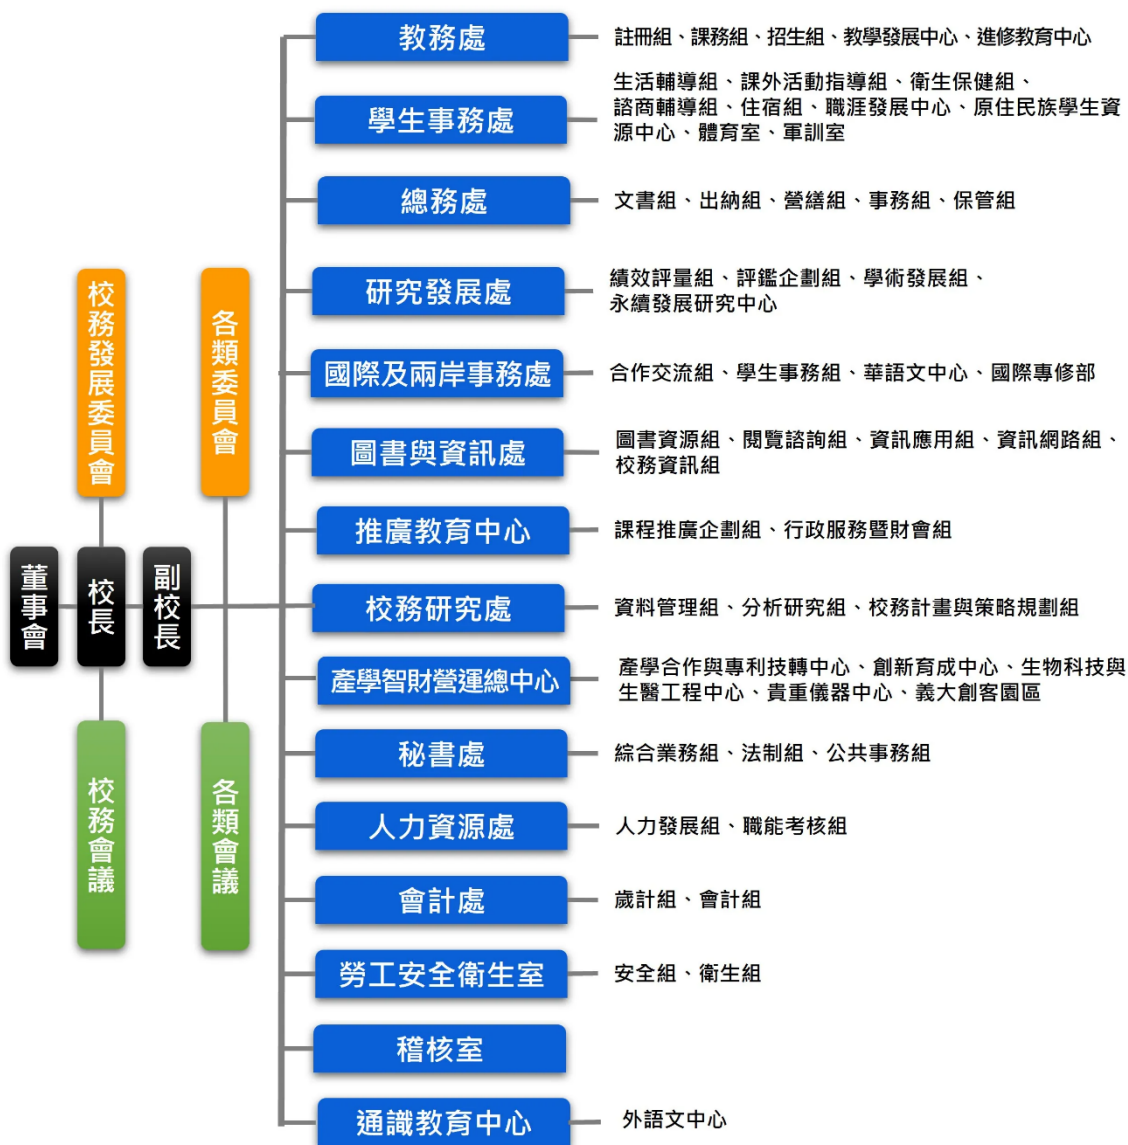 教務處
註冊組、課務組、招生組、教學發展中心、進修教育中心
學生事務處
生活輔導組、課外活動指導組、衛生保健組、
諮商輔導組、住宿組、職涯發展中心、原住民族學生資
源中心、體育室、軍訓室
總務處
文書組、出納組、營繕組、事務組、保管組
研究發展處
績效評量組、評鑑企劃組、學術發展組、
永續發展研究中心
國際及兩岸事務處
合作交流組、學生事務組、華語文中心、國際專修部
圖書與資訊處
圖書資源組、閱覽諮詢組、資訊應用組、資訊網路組、
校務資訊組
推廣教育中心
課程推廣企劃組、行政服務暨財會組
校務研究處
資料管理組、分析研究組、校務計畫與策略規劃組
產學智財營運總中心
產學合作與專利技轉中心、創新育成中心、生物科技與
生醫工程中心、貴重儀器中心、義大創客園區
秘書處
綜合業務組、法制組、公共事務組
人力資源處
人力發展組、職能考核組
會計處
歲計組、會計組
勞工安全衛生室
安全組、衛生組
稽核室
通識教育中心
外語文中心
校務發展委員會
各類委員會
董事會
校長
副校長
校務會議
各類會議